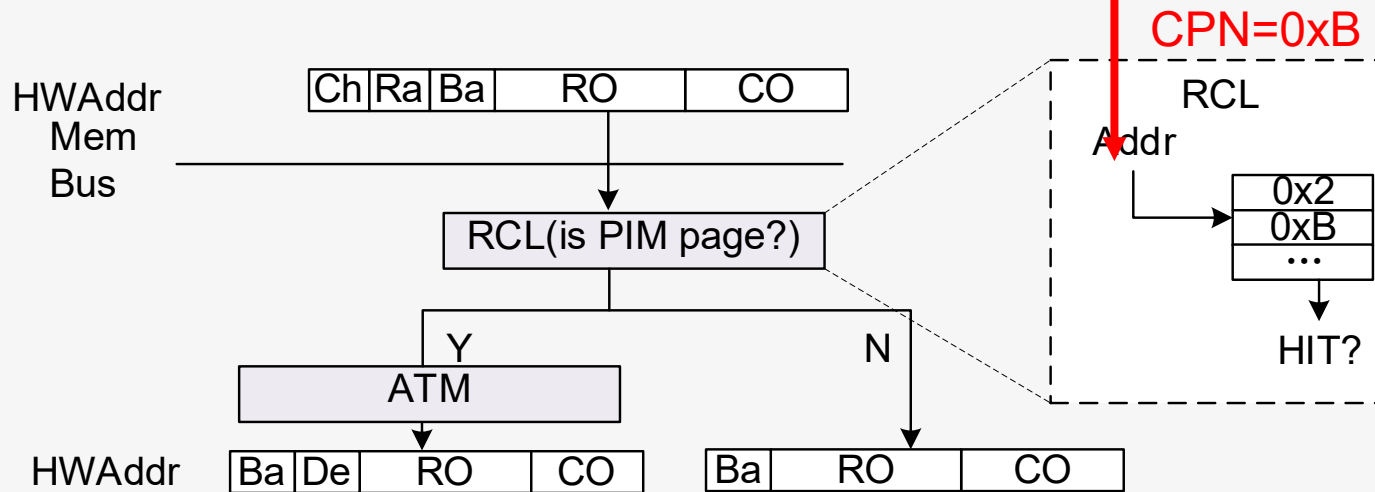 CPN=0xB
HWAddr
Ch Ra Ba RO CO
RCL
Mem
Addr
Bus
0x2
RCL(is PIM page?)
0xB
...
Y
N
HIT?
ATM
HWAddr
Ba De RO CO
Ba RO CO